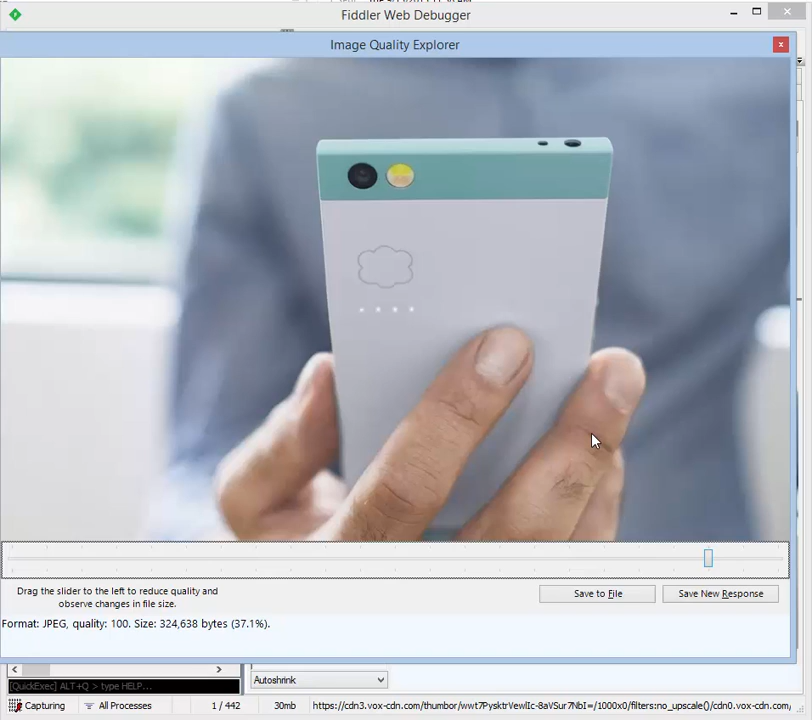 Fiddler Web Debugger
Image Quality Explorer
Drag the slider to the left to reduce quality and
observe changes in file size.
Save to File
Save New Response
Format: JPEG, quality: 100. Size: 324,638 bytes (37.1%).
[QuickExec] ALT+Q > type HELP...
Autoshrink
Capturing
All Processes
1 / 442
30mb
https://cdn3.vox-cdn.com/thumbor/wwt7PysktrVewlIc-8aVSur7NbI=/1000x0/filters:no_upscale()/cdn0.vox-cdn.com/